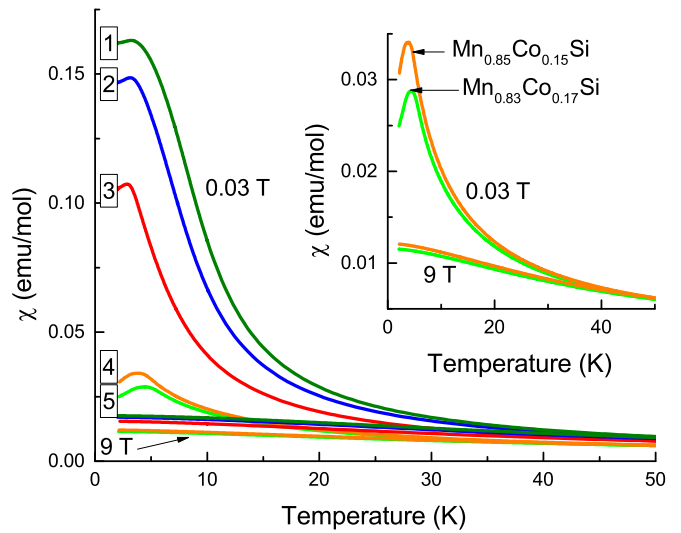 0.15
0.10
0.05
0.00
χ (emu/mol)
1
2
3
4
5
0.03 T
9 T
0 10 20 30 40 50
Temperature (K)
0.03
0.02
0.01
χ (emu/mol)
Mn0.85Co0.15Si
Mn0.83Co0.17Si
0.03 T
9 T
0 20 40
Temperature (K)